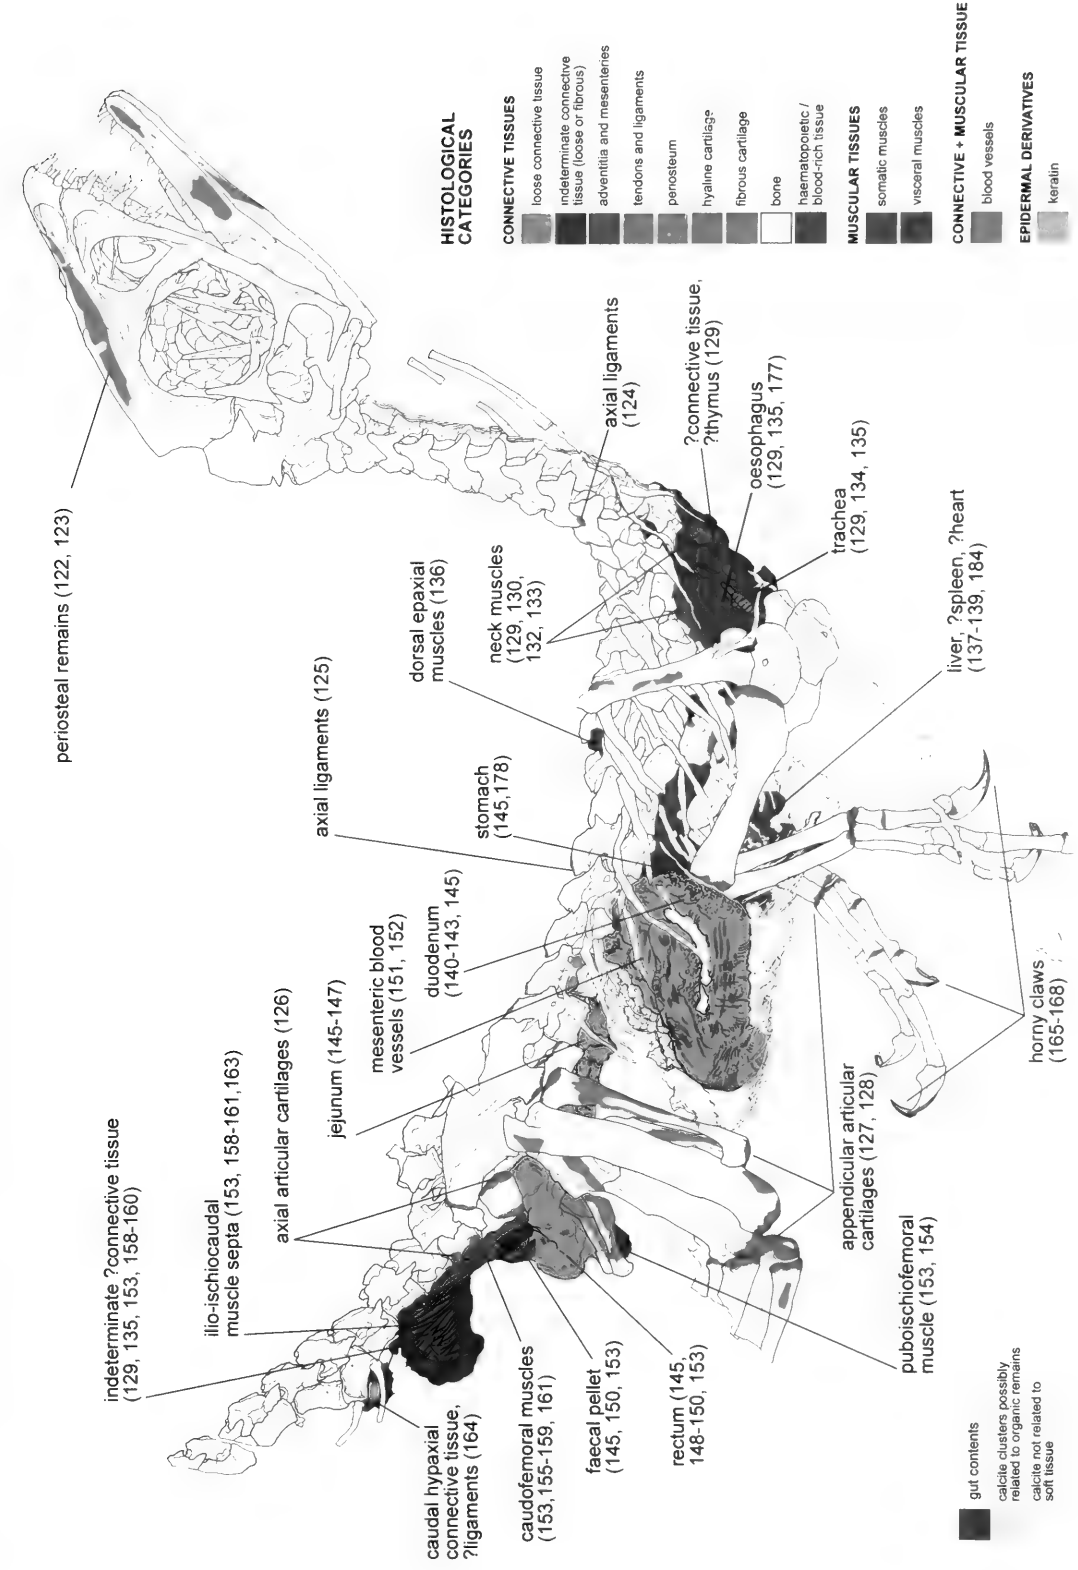 periosteal remains (122, 123)
indeterminate ?connective tissue
(129, 135, 153, 158-160)
ilio-ischiocaudal
muscle septa (153, 158-161,163)
axial articular cartilages (126)
jejunum (145-147)
mesenteric blood
vessels (151, 152)
duodenum
(140-143, 145)
axial ligaments (125)
stomach
(145,178)
dorsal epaxial
muscles (136)
neck muscles
(129, 130,
132, 133)
axial ligaments
(124)
?connective tissue,
?thymus (129)
oesophagus
(129, 135, 177)
trachea
(129, 134, 135)
liver, ?spleen, ?heart
(137-139, 184)
horny claws
(165-168)
appendicular articular
cartilages (127, 128)
puboischiofemoral
muscle (153, 154)
rectum (145,
148-150, 153)
faecal pellet
(145, 150, 153)
caudofemoral muscles
(153,155-159, 161)
caudal hypaxial
connective tissue,
?ligaments (164)
HISTOLOGICAL
CATEGORIES
CONNECTIVE TISSUES
loose connective tissue
indeterminate connective
tissue (loose or fibrous)
adventitia and mesenteries
tendons and ligaments
periosteum
hyaline cartilage
fibrous cartilage
bone
haematopoietic /
blood-rich tissue
MUSCULAR TISSUES
somatic muscles
visceral muscles
CONNECTIVE + MUSCULAR TISSUE
blood vessels
EPIDERMAL DERIVATIVES
keratin
gut contents
calcite clusters possibly
related to organic remains
calcite not related to
soft tissue